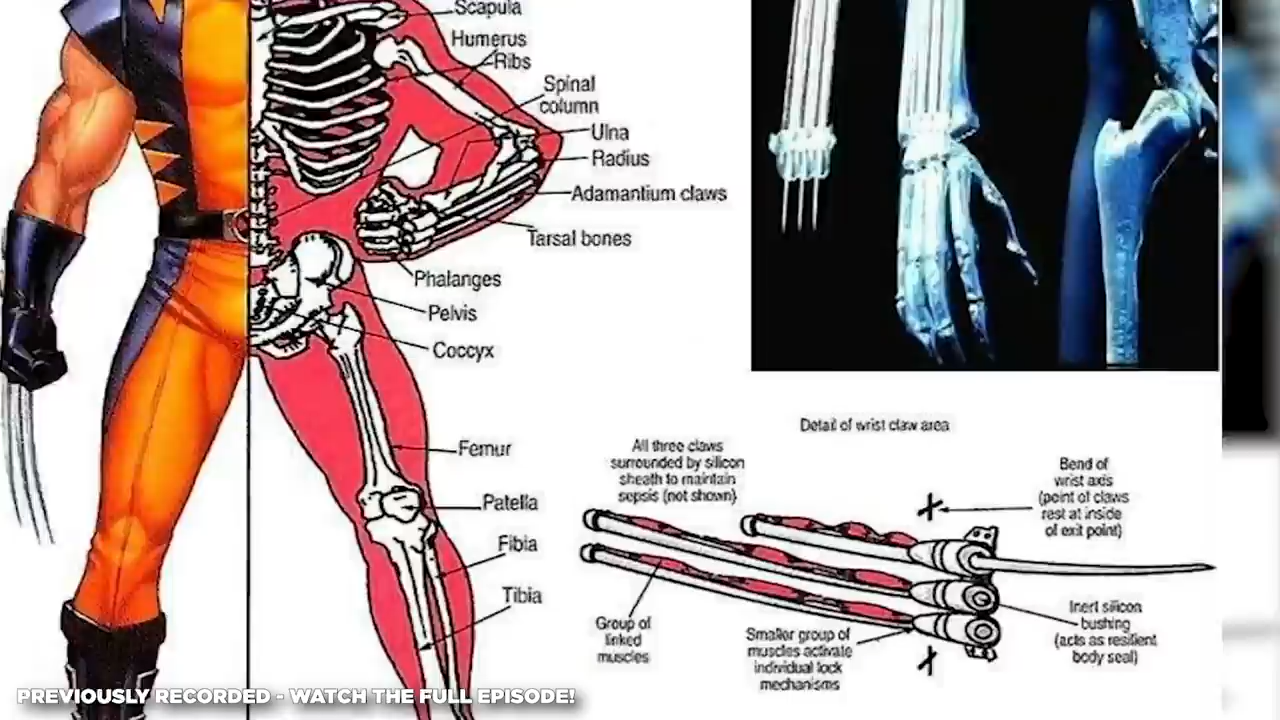 Scapula
Humerus
Ribs
Spinal
column
Ulna
Radius
Adamantium claws
Tarsal bones
Phalanges
Pelvis
Coccyx
Femur
Patella
Fibia
Tibia
Detail of wrist claw area
All three claws
surrounded by silicon
sheath to maintain
sepsis (not shown)
Bend of
wrist axis
(point of claws
rest at inside
of exit point)
Group of
linked
muscles
Smaller group of
muscles activate
individual lock
mechanisms
Inert silicon
bushing
(acts as resilient
body seal)
PREVIOUSLY RECORDED - WATCH THE FULL EPISODE!